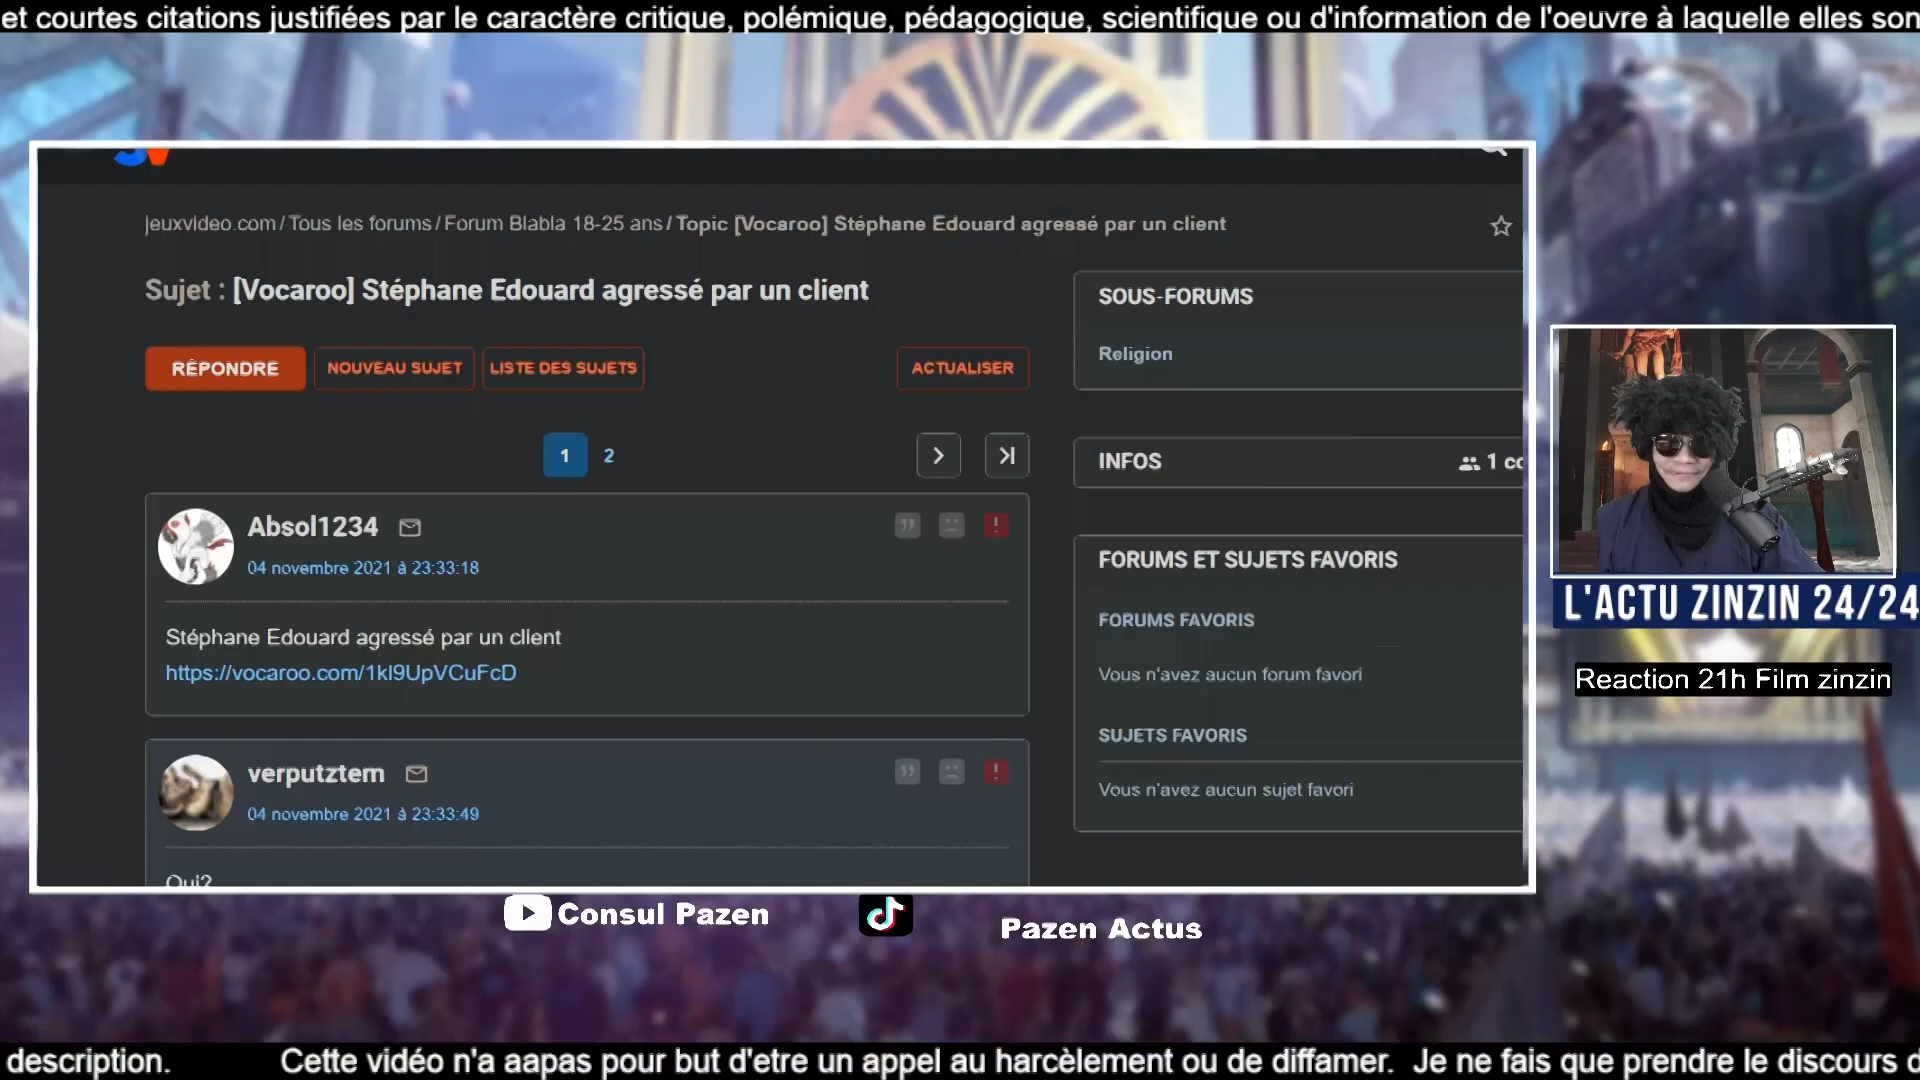 et courtes citations justifiées par le caractère critique, polémique, pédagogique, scientifique ou d'information de l'oeuvre à laquelle elles son
jeuxvideo.com / Tous les forums / Forum Blabla 18-25 ans / Topic [Vocaroo] Stéphane Edouard agressé par un client
Sujet : [Vocaroo] Stéphane Edouard agressé par un client
RÉPONDRE
NOUVEAU SUJET
LISTE DES SUJETS
ACTUALISER
1 2
Absol1234
04 novembre 2021 à 23:33:18
Stéphane Edouard agressé par un client
https://vocaroo.com/1kl9UpVCuFcD
verputztem
04 novembre 2021 à 23:33:49
Qui?
SOUS-FORUMS
Religion
INFOS
1 co
FORUMS ET SUJETS FAVORIS
FORUMS FAVORIS
Vous n'avez aucun forum favori
SUJETS FAVORIS
Vous n'avez aucun sujet favori
L'ACTU ZINZIN 24/24
Reaction 21h Film zinzin
Consul Pazen
Pazen Actus
description. Cette vidéo n'a aapas pour but d'etre un appel au harcèlement ou de diffamer. Je ne fais que prendre le discours d